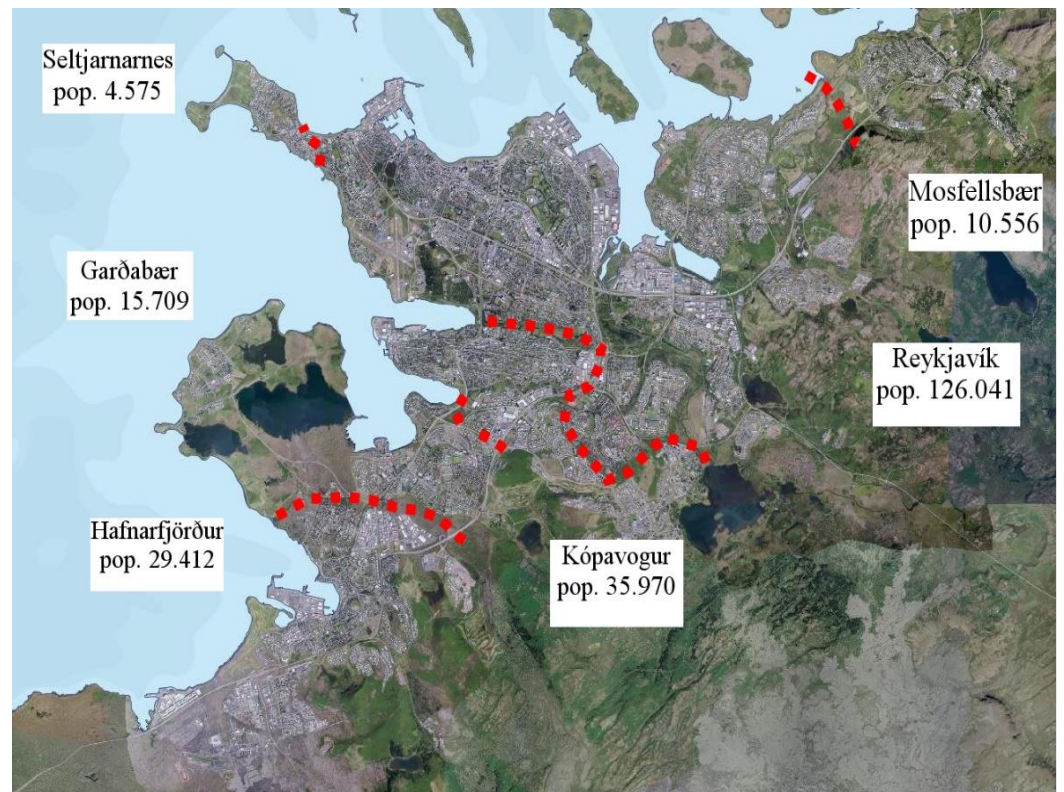 Seltjarnarnes
pop. 4.575
Mosfellsbær
pop. 10.556
Garðabær
pop. 15.709
Reykjavík
pop. 126.041
Hafnarfjörður
pop. 29.412
Kópavogur
pop. 35.970